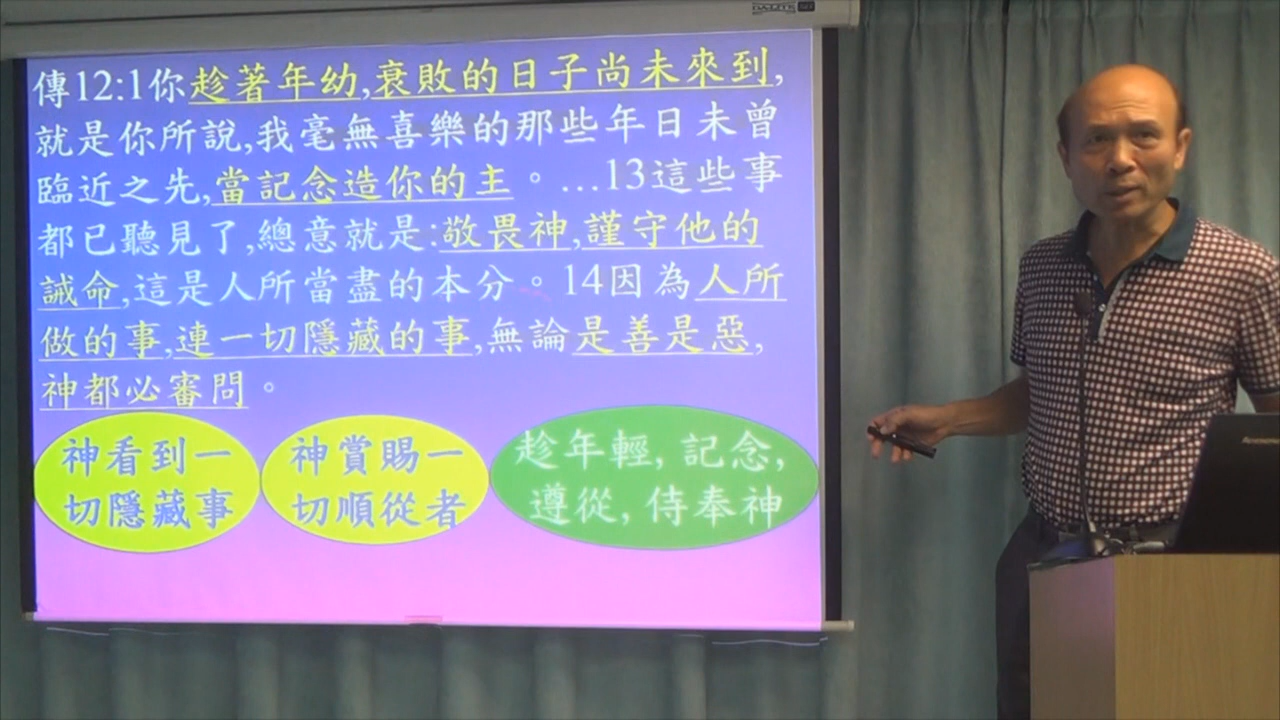 傳12:1你趁著年幼,衰敗的日子尚未來到,
就是你所說,我毫無喜樂的那些年日未曾
臨近之先,當記念造你的主。…13這些事
都已聽見了,總意就是:敬畏神,謹守他的
誡命,這是人所當盡的本分。14因為人所
做的事,連一切隱藏的事,無論是善是惡,
神都必審問。
神看到一
切隱藏事
神賞賜一
切順從者
趁年輕, 記念,
遵從, 侍奉神